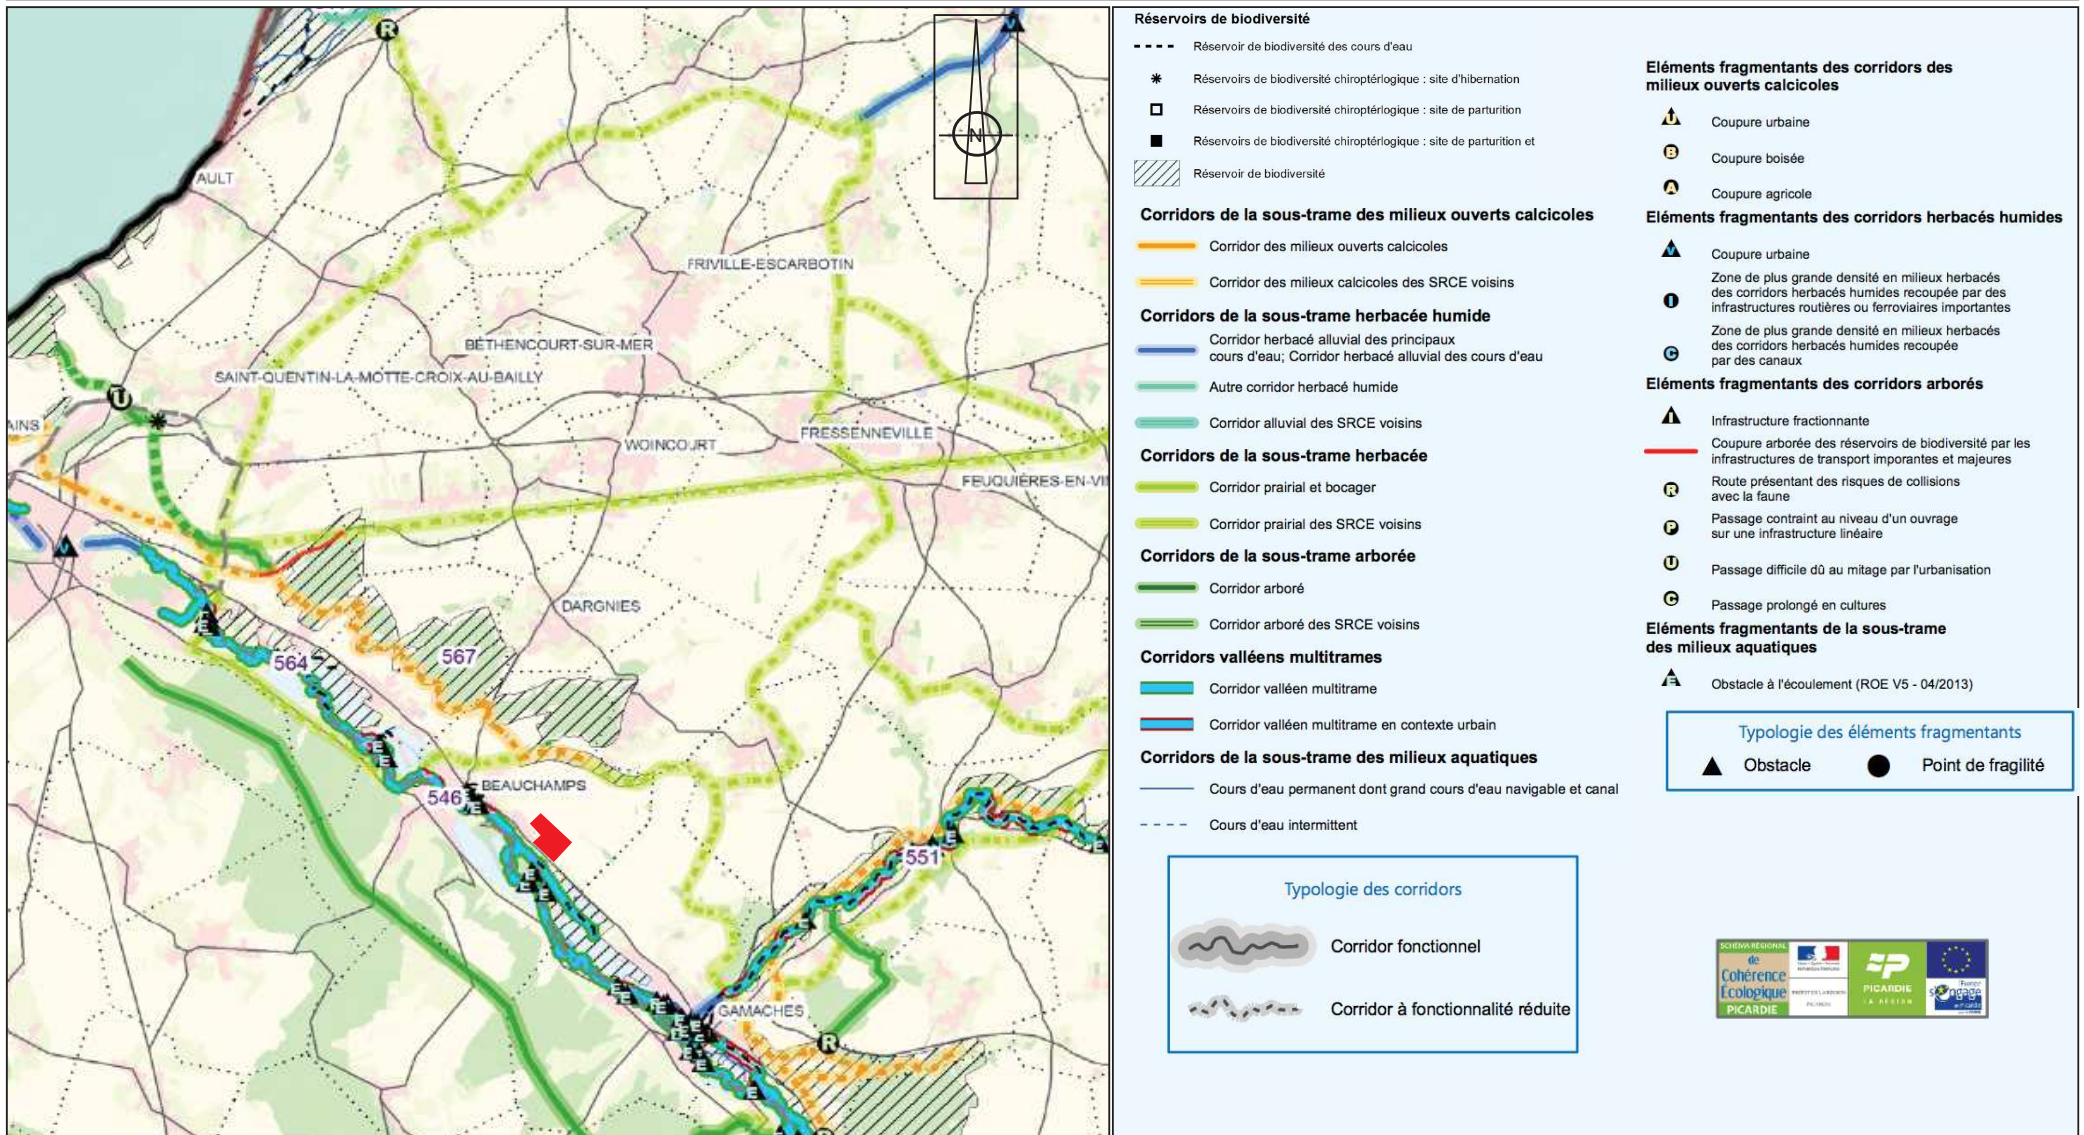 R
V
N
AULT
FRIVILLE-ESCARBOTIN
BÉTHENCOURT-SUR-MER
SAINT-QUENTIN-LA-MOTTE-CROIX-AU-BAILLY
U
AINS
WOINCOURT
FRESSENNEVILLE
FEUQUIÈRES-EN-VI
V
DARGNIES
E
564
567
E
E
BEAUCHAMPS
546
551
E
E
E
E
E
E
E
E
GAMACHES
R
E
E
E
Réservoirs de biodiversité
Réservoir de biodiversité des cours d'eau
Réservoirs de biodiversité chiroptérlogique : site d'hibernation
Réservoirs de biodiversité chiroptérlogique : site de parturition
Réservoirs de biodiversité chiroptérlogique : site de parturition et
Réservoir de biodiversité
Corridors de la sous-trame des milieux ouverts calcicoles
Corridor des milieux ouverts calcicoles
Corridor des milieux calcicoles des SRCE voisins
Corridors de la sous-trame herbacée humide
Corridor herbacé alluvial des principaux
cours d'eau; Corridor herbacé alluvial des cours d'eau
Autre corridor herbacé humide
Corridor alluvial des SRCE voisins
Corridors de la sous-trame herbacée
Corridor prairial et bocager
Corridor prairial des SRCE voisins
Corridors de la sous-trame arborée
Corridor arboré
Corridor arboré des SRCE voisins
Corridors valléens multitrames
Corridor valléen multitrame
Corridor valléen multitrame en contexte urbain
Corridors de la sous-trame des milieux aquatiques
Cours d'eau permanent dont grand cours d'eau navigable et canal
Cours d'eau intermittent
Typologie des corridors
Corridor fonctionnel
Corridor à fonctionnalité réduite
Eléments fragmentants des corridors des
milieux ouverts calcicoles
U Coupure urbaine
B Coupure boisée
A Coupure agricole
Eléments fragmentants des corridors herbacés humides
V Coupure urbaine
Zone de plus grande densité en milieux herbacés
I des corridors herbacés humides recoupée par des
infrastructures routières ou ferroviaires importantes
Zone de plus grande densité en milieux herbacés
C des corridors herbacés humides recoupée
par des canaux
Eléments fragmentants des corridors arborés
I Infrastructure fractionnante
Coupure arborée des réservoirs de biodiversité par les
infrastructures de transport imporantes et majeures
R Route présentant des risques de collisions
avec la faune
P Passage contraint au niveau d'un ouvrage
sur une infrastructure linéaire
U Passage difficile dû au mitage par l'urbanisation
C Passage prolongé en cultures
Eléments fragmentants de la sous-trame
des milieux aquatiques
E Obstacle à l'écoulement (ROE V5 - 04/2013)
Typologie des éléments fragmentants
Obstacle
Point de fragilité
SCHÉMA RÉGIONAL
de
Cohérence
Écologique
PICARDIE
PICARDIE
LA RÉGION
s'engage